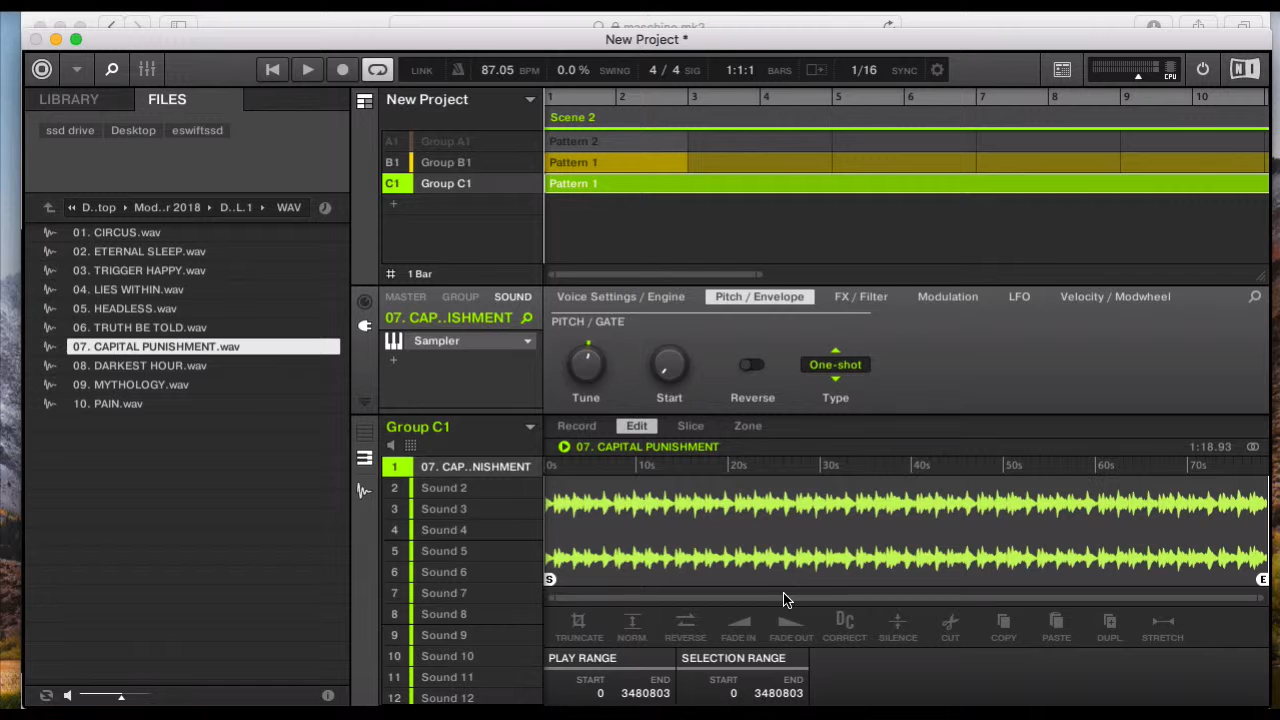 maschine mk3
New Project *
LINK 87.05 BPM 0.0 % SWING 4 / 4 SIG 1:1:1 BARS 1/16 SYNC CPU
LIBRARY FILES
ssd drive Desktop eswiftssd
D..top Mod..r 2018 D..L.1 WAV
01. CIRCUS.wav
02. ETERNAL SLEEP.wav
03. TRIGGER HAPPY.wav
04. LIES WITHIN.wav
05. HEADLESS.wav
06. TRUTH BE TOLD.wav
07. CAPITAL PUNISHMENT.wav
08. DARKEST HOUR.wav
09. MYTHOLOGY.wav
10. PAIN.wav
New Project
1 2 3 4 5 6 7 8 9 10
Scene 2
A1 Group A1 Pattern 2
B1 Group B1 Pattern 1
C1 Group C1 Pattern 1
+
1 Bar
MASTER GROUP SOUND
07. CAP..ISHMENT
Sampler
+
Voice Settings / Engine Pitch / Envelope FX / Filter Modulation LFO Velocity / Modwheel
PITCH / GATE
One-shot
Tune Start Reverse Type
Group C1
Record Edit Slice Zone
07. CAPITAL PUNISHMENT 1:18.93
0s 10s 20s 30s 40s 50s 60s 70s
1 07. CAP..NISHMENT
2 Sound 2
3 Sound 3
4 Sound 4
5 Sound 5
6 Sound 6
7 Sound 7
8 Sound 8
9 Sound 9
10 Sound 10
11 Sound 11
12 Sound 12
S E
DC
TRUNCATE NORM. REVERSE FADE IN FADE OUT CORRECT SILENCE CUT COPY PASTE DUPL. STRETCH
PLAY RANGE SELECTION RANGE
START END START END
0 3480803 0 3480803